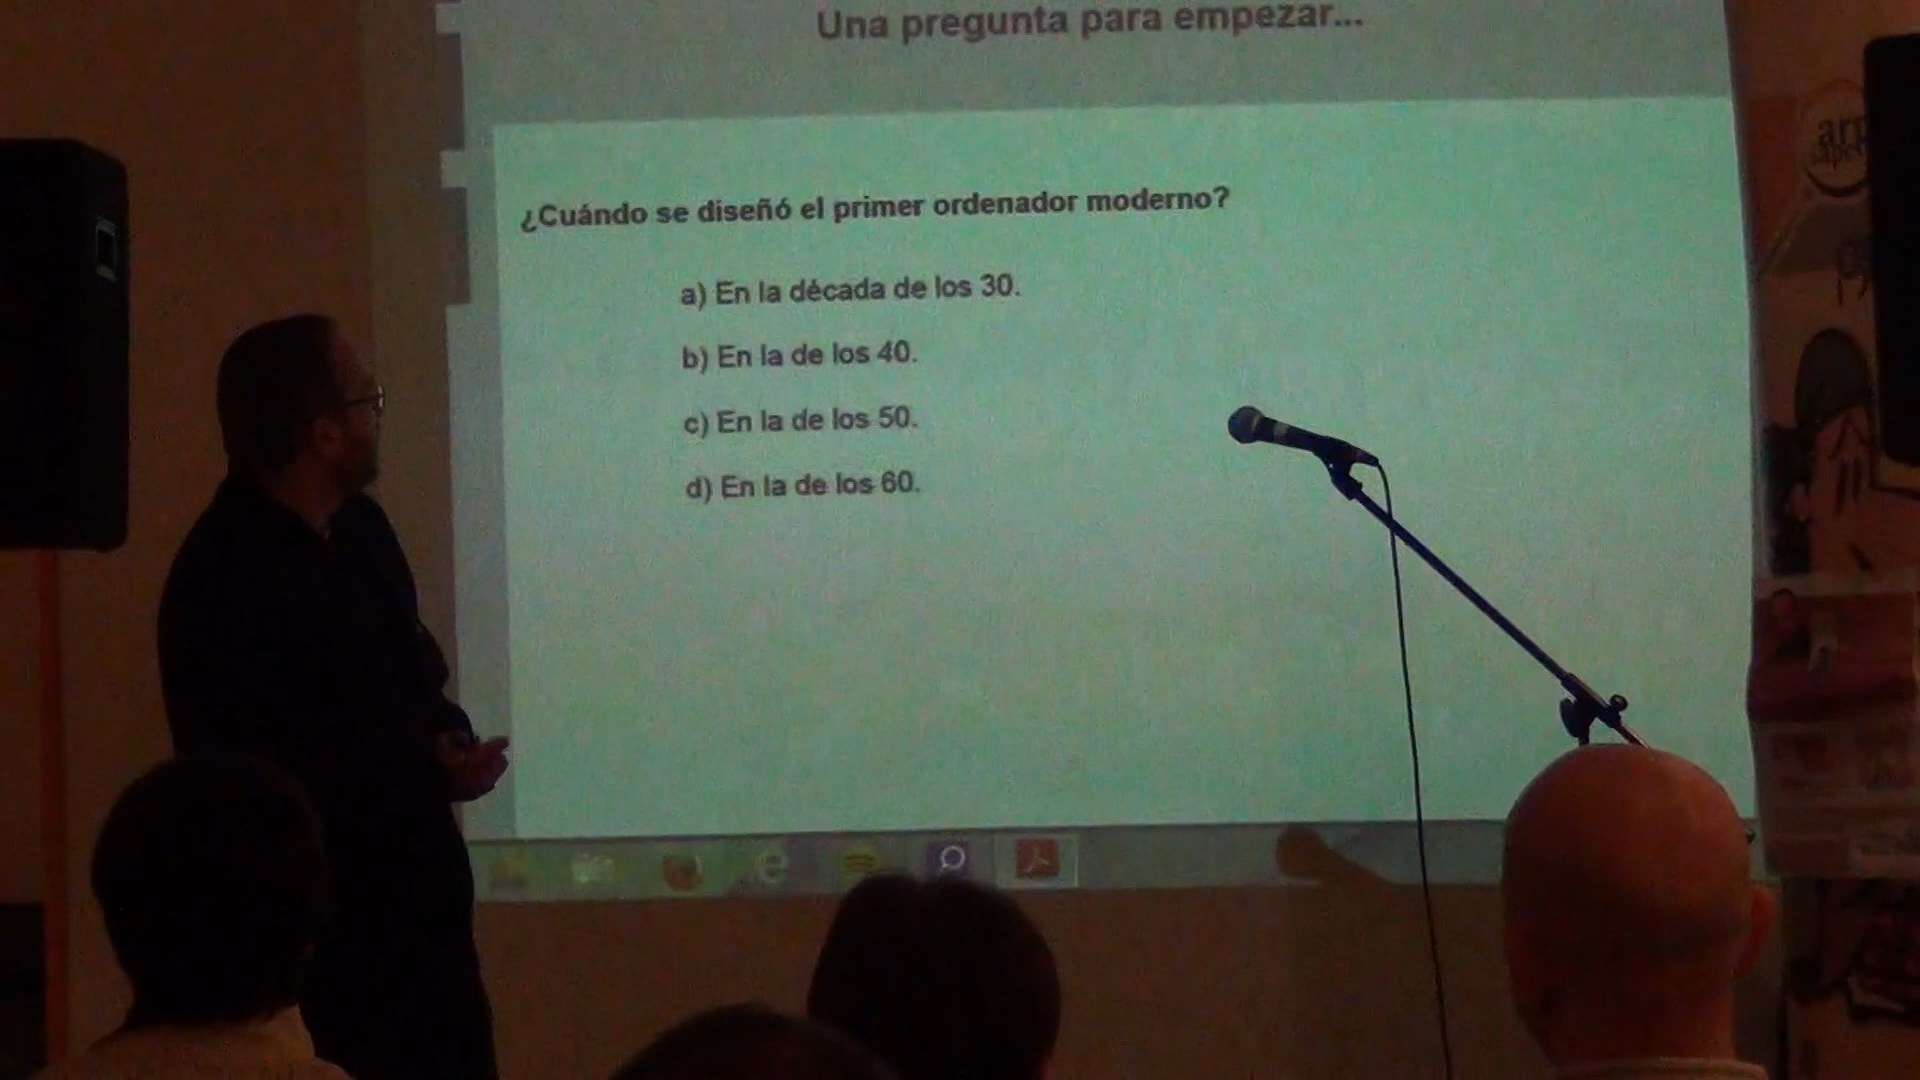 Una pregunta para empezar...
¿Cuándo se diseñó el primer ordenador moderno?
a) En la década de los 30.
b) En la de los 40.
c) En la de los 50.
d) En la de los 60.